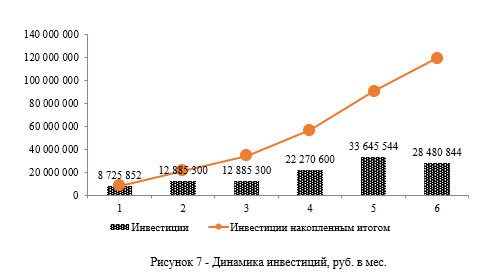 140 000 000
120 000 000
100 000 000
80 000 000
60 000 000
40 000 000
20 000 000
0
8 725 852
12 885 300
12 885 300
22 270 600
33 645 544
28 480 844
1 2 3 4 5 6
Инвестиции Инвестиции накопленным итогом
Рисунок 7 - Динамика инвестиций, руб. в мес.